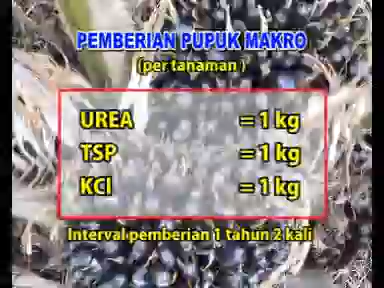 PEMBERIAN PUPUK MAKRO
(per tanaman )
UREA = 1 kg
TSP = 1 kg
KCl = 1 kg
Interval pemberian 1 tahun 2 kali